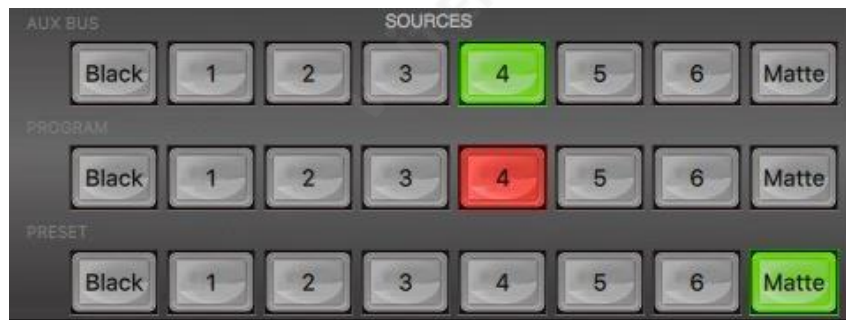 AUX BUS SOURCES
Black 1 2 3 4 5 6 Matte
PROGRAM
Black 1 2 3 4 5 6 Matte
PRESET
Black 1 2 3 4 5 6 Matte